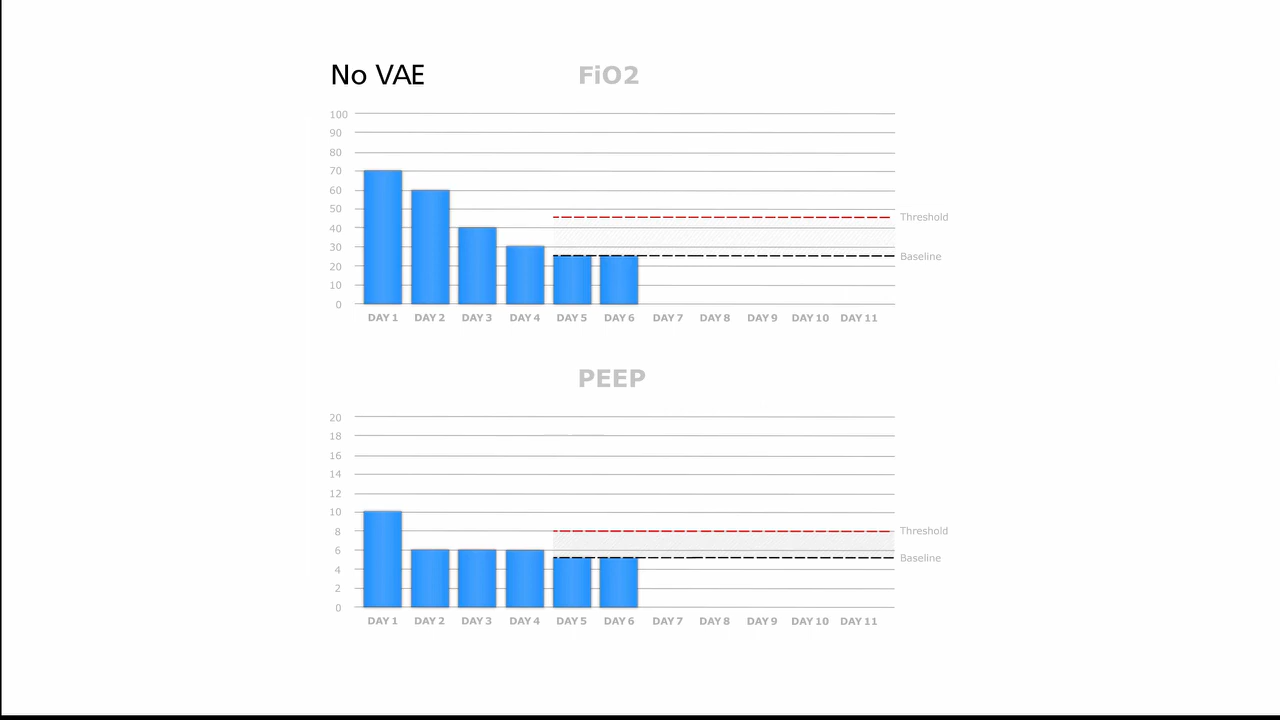 No VAE
FiO2
100
90
80
70
60
50
40
30
20
10
0
Threshold
Baseline
DAY 1 DAY 2 DAY 3 DAY 4 DAY 5 DAY 6 DAY 7 DAY 8 DAY 9 DAY 10 DAY 11
PEEP
20
18
16
14
12
10
8
6
4
2
0
Threshold
Baseline
DAY 1 DAY 2 DAY 3 DAY 4 DAY 5 DAY 6 DAY 7 DAY 8 DAY 9 DAY 10 DAY 11